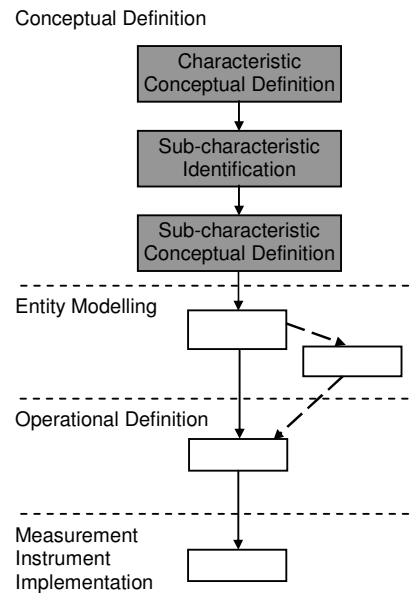 Conceptual Definition
Characteristic
Conceptual Definition
Sub-characteristic
Identification
Sub-characteristic
Conceptual Definition
Entity Modelling
Operational Definition
Measurement
Instrument
Implementation